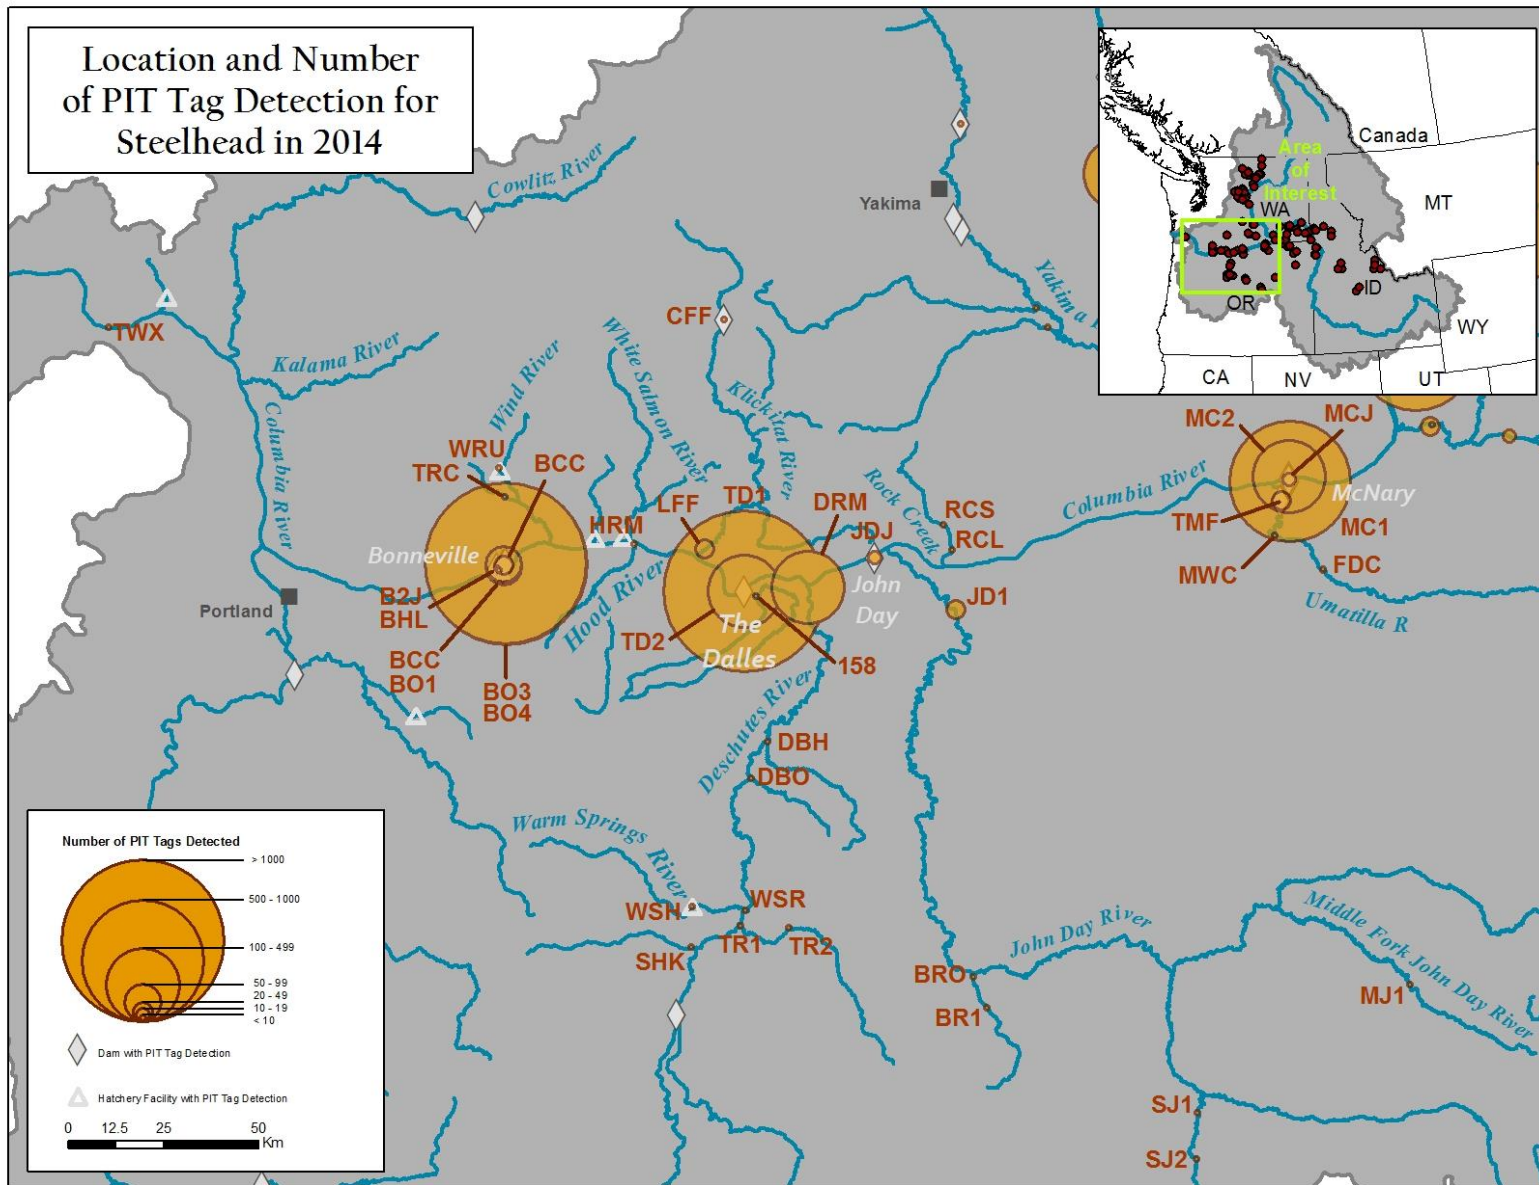 Location and Number
of PIT Tag Detection for
Steelhead in 2014
Canada
Area
of
Interest
WA
MT
OR
ID
WY
CA
NV
UT
Cowlitz River
Yakima
Yakima
TWX
Kalama River
Columbia River
CFF
Wind River
White Salmon River
Klickitat River
WRU
TRC
BCC
LFF
TD1
DRM
HRM
JDJ
Rock Creek
RCS
RCL
Columbia River
MC2
MCJ
McNary
TMF
MC1
MWC
FDC
Umatilla R
Bonneville
B2J
BHL
Portland
BCC
BO1
BO3
BO4
Hood River
TD2
The
Dalles
158
John
Day
JD1
Deschutes River
DBH
DBO
Warm Springs River
WSH
WSR
SHK
TR1
TR2
BRO
BR1
John Day River
Middle Fork John Day River
MJ1
SJ1
SJ2
Number of PIT Tags Detected
> 1000
500 - 1000
100 - 499
50 - 99
20 - 49
10 - 19
< 10
Dam with PIT Tag Detection
Hatchery Facility with PIT Tag Detection
0 12.5 25 50
Km